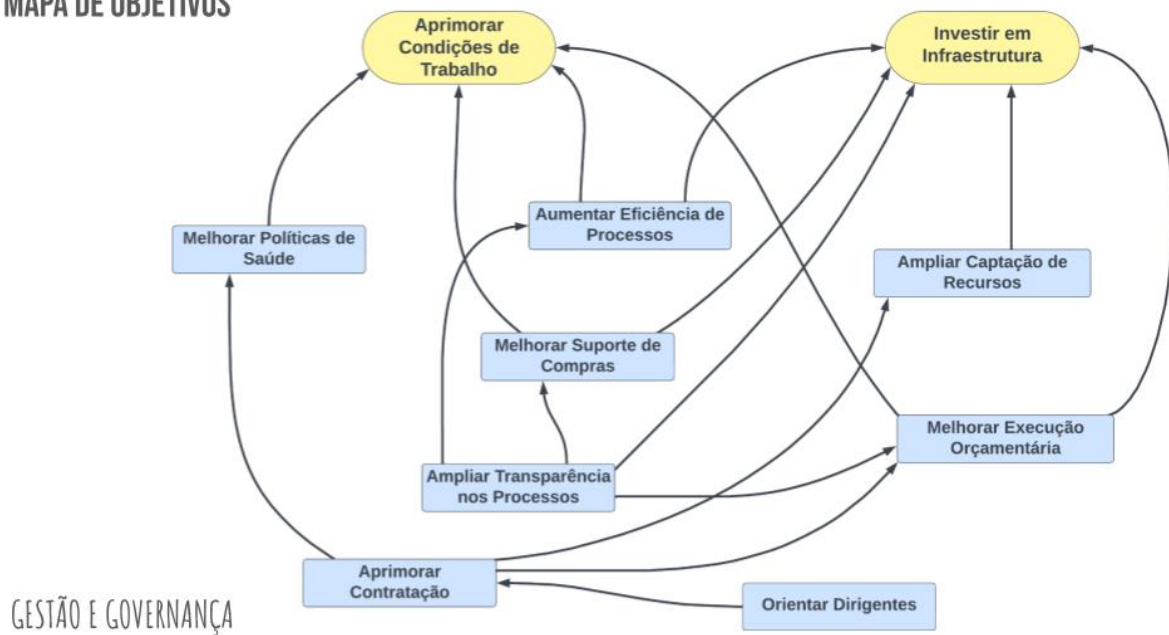 MAPA DE OBJETIVOS
Aprimorar
Condições de
Trabalho
Investir em
Infraestrutura
Aumentar Eficiência de
Processos
Melhorar Políticas de
Saúde
Ampliar Captação de
Recursos
Melhorar Suporte de
Compras
Melhorar Execução
Orçamentária
Ampliar Transparência
nos Processos
Aprimorar
Contratação
Orientar Dirigentes
GESTÃO E GOVERNANÇA